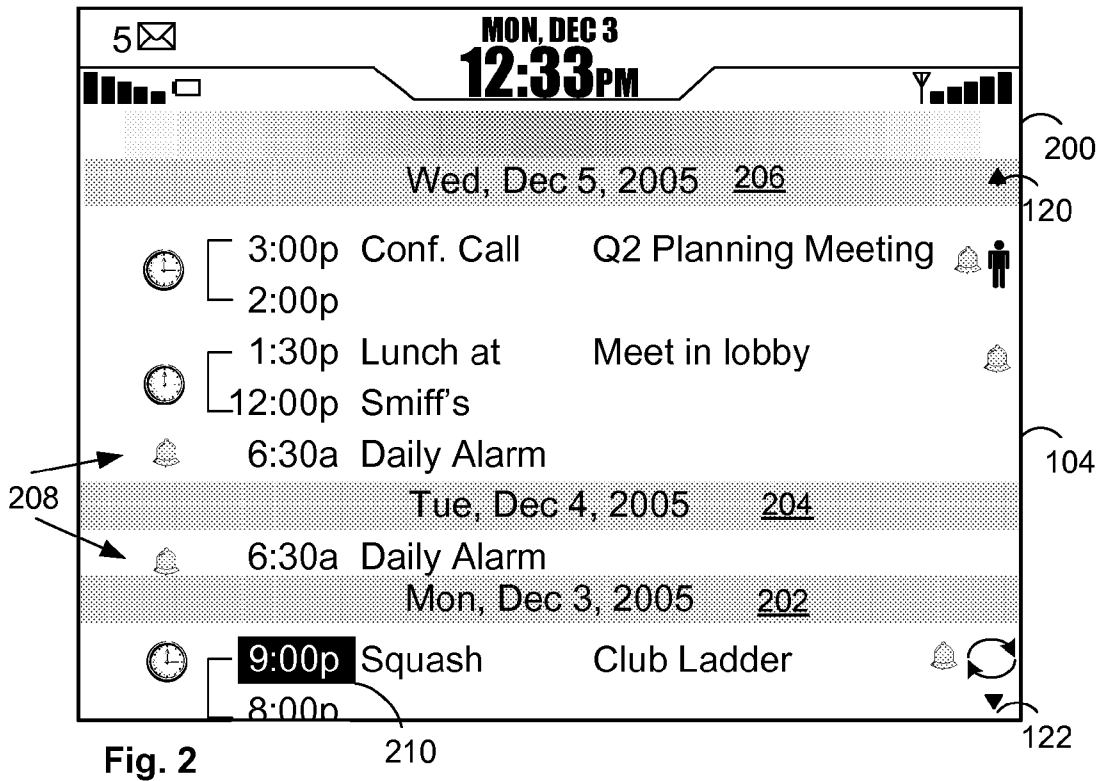 5
MON, DEC 3
12:33PM
200
Wed, Dec 5, 2005 206
120
3:00p Conf. Call Q2 Planning Meeting
2:00p
1:30p Lunch at Meet in lobby
12:00p Smiff's
6:30a Daily Alarm
104
208
Tue, Dec 4, 2005 204
6:30a Daily Alarm
Mon, Dec 3, 2005 202
9:00p Squash Club Ladder
8:00p
122
210
Fig. 2